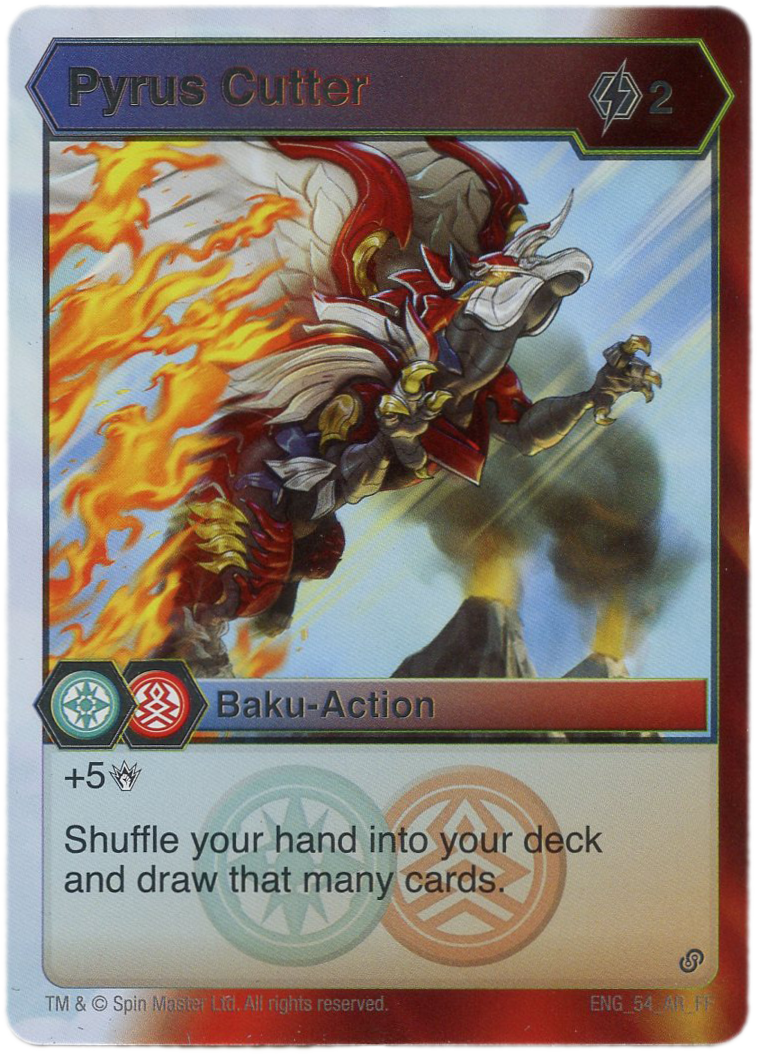 Pyrus Cutter
2
Baku-Action
+5
Shuffle your hand into your deck
and draw that many cards.
TM & © Spin Master Ltd. All rights reserved.
ENG_54_AR_FF